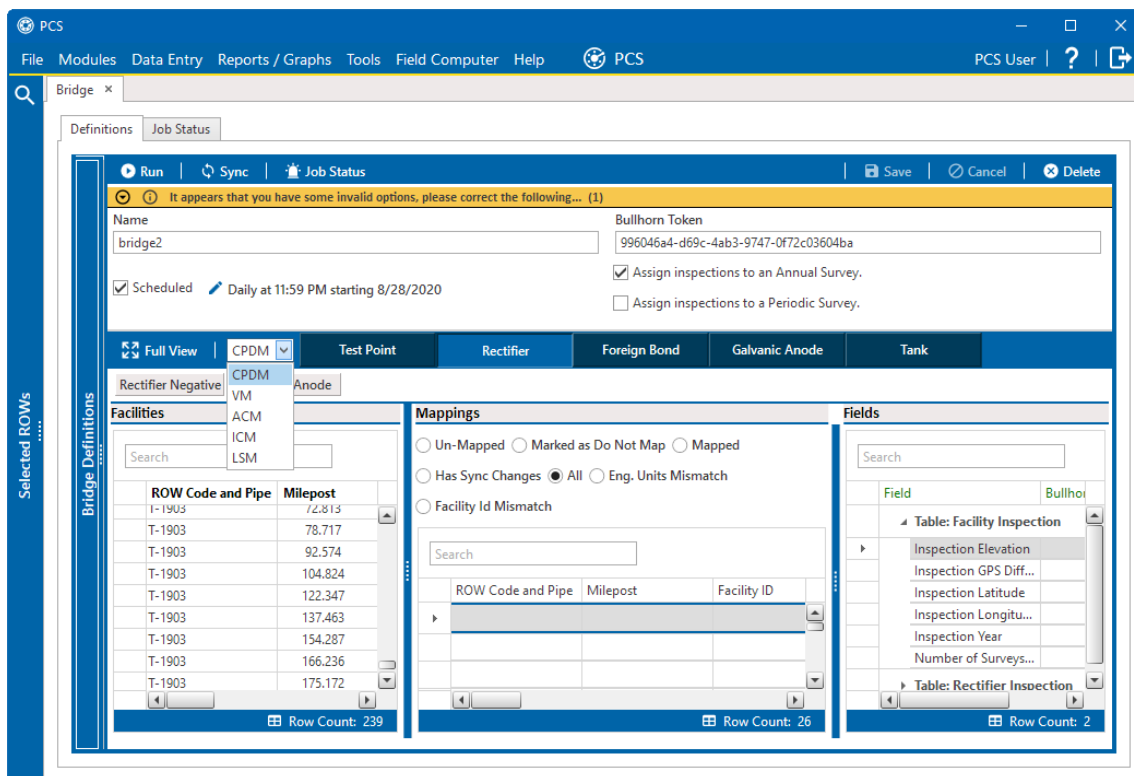 PCS
File Modules Data Entry Reports / Graphs Tools Field Computer Help PCS PCS User ?
Bridge
Definitions Job Status
Run Sync Job Status Save Cancel Delete
It appears that you have some invalid options, please correct the following... (1)
Name Bullhorn Token
bridge2 996046a4-d69c-4ab3-9747-0f72c03604ba
Assign inspections to an Annual Survey.
Scheduled Daily at 11:59 PM starting 8/28/2020
Assign inspections to a Periodic Survey.
Full View CPDM Test Point Rectifier Foreign Bond Galvanic Anode Tank
CPDM
VM
ACM
ICM
LSM
Rectifier Negative Anode
Selected ROWs
Bridge Definitions
Facilities
Search
ROW Code and Pipe Milepost
T-1903 72.813
T-1903 78.717
T-1903 92.574
T-1903 104.824
T-1903 122.347
T-1903 137.463
T-1903 154.287
T-1903 166.236
T-1903 175.172
Row Count: 239
Mappings
Un-Mapped Marked as Do Not Map Mapped
Has Sync Changes All Eng. Units Mismatch
Facility Id Mismatch
Search
ROW Code and Pipe Milepost Facility ID
Row Count: 26
Fields
Search
Field Bullhor
Table: Facility Inspection
Inspection Elevation
Inspection GPS Diff...
Inspection Latitude
Inspection Longitu...
Inspection Year
Number of Surveys...
Table: Rectifier Inspection
Row Count: 2